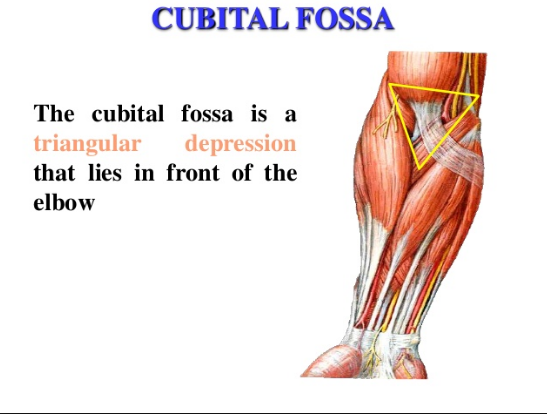 CUBITAL FOSSA
The cubital fossa is a
triangular depression
that lies in front of the
elbow